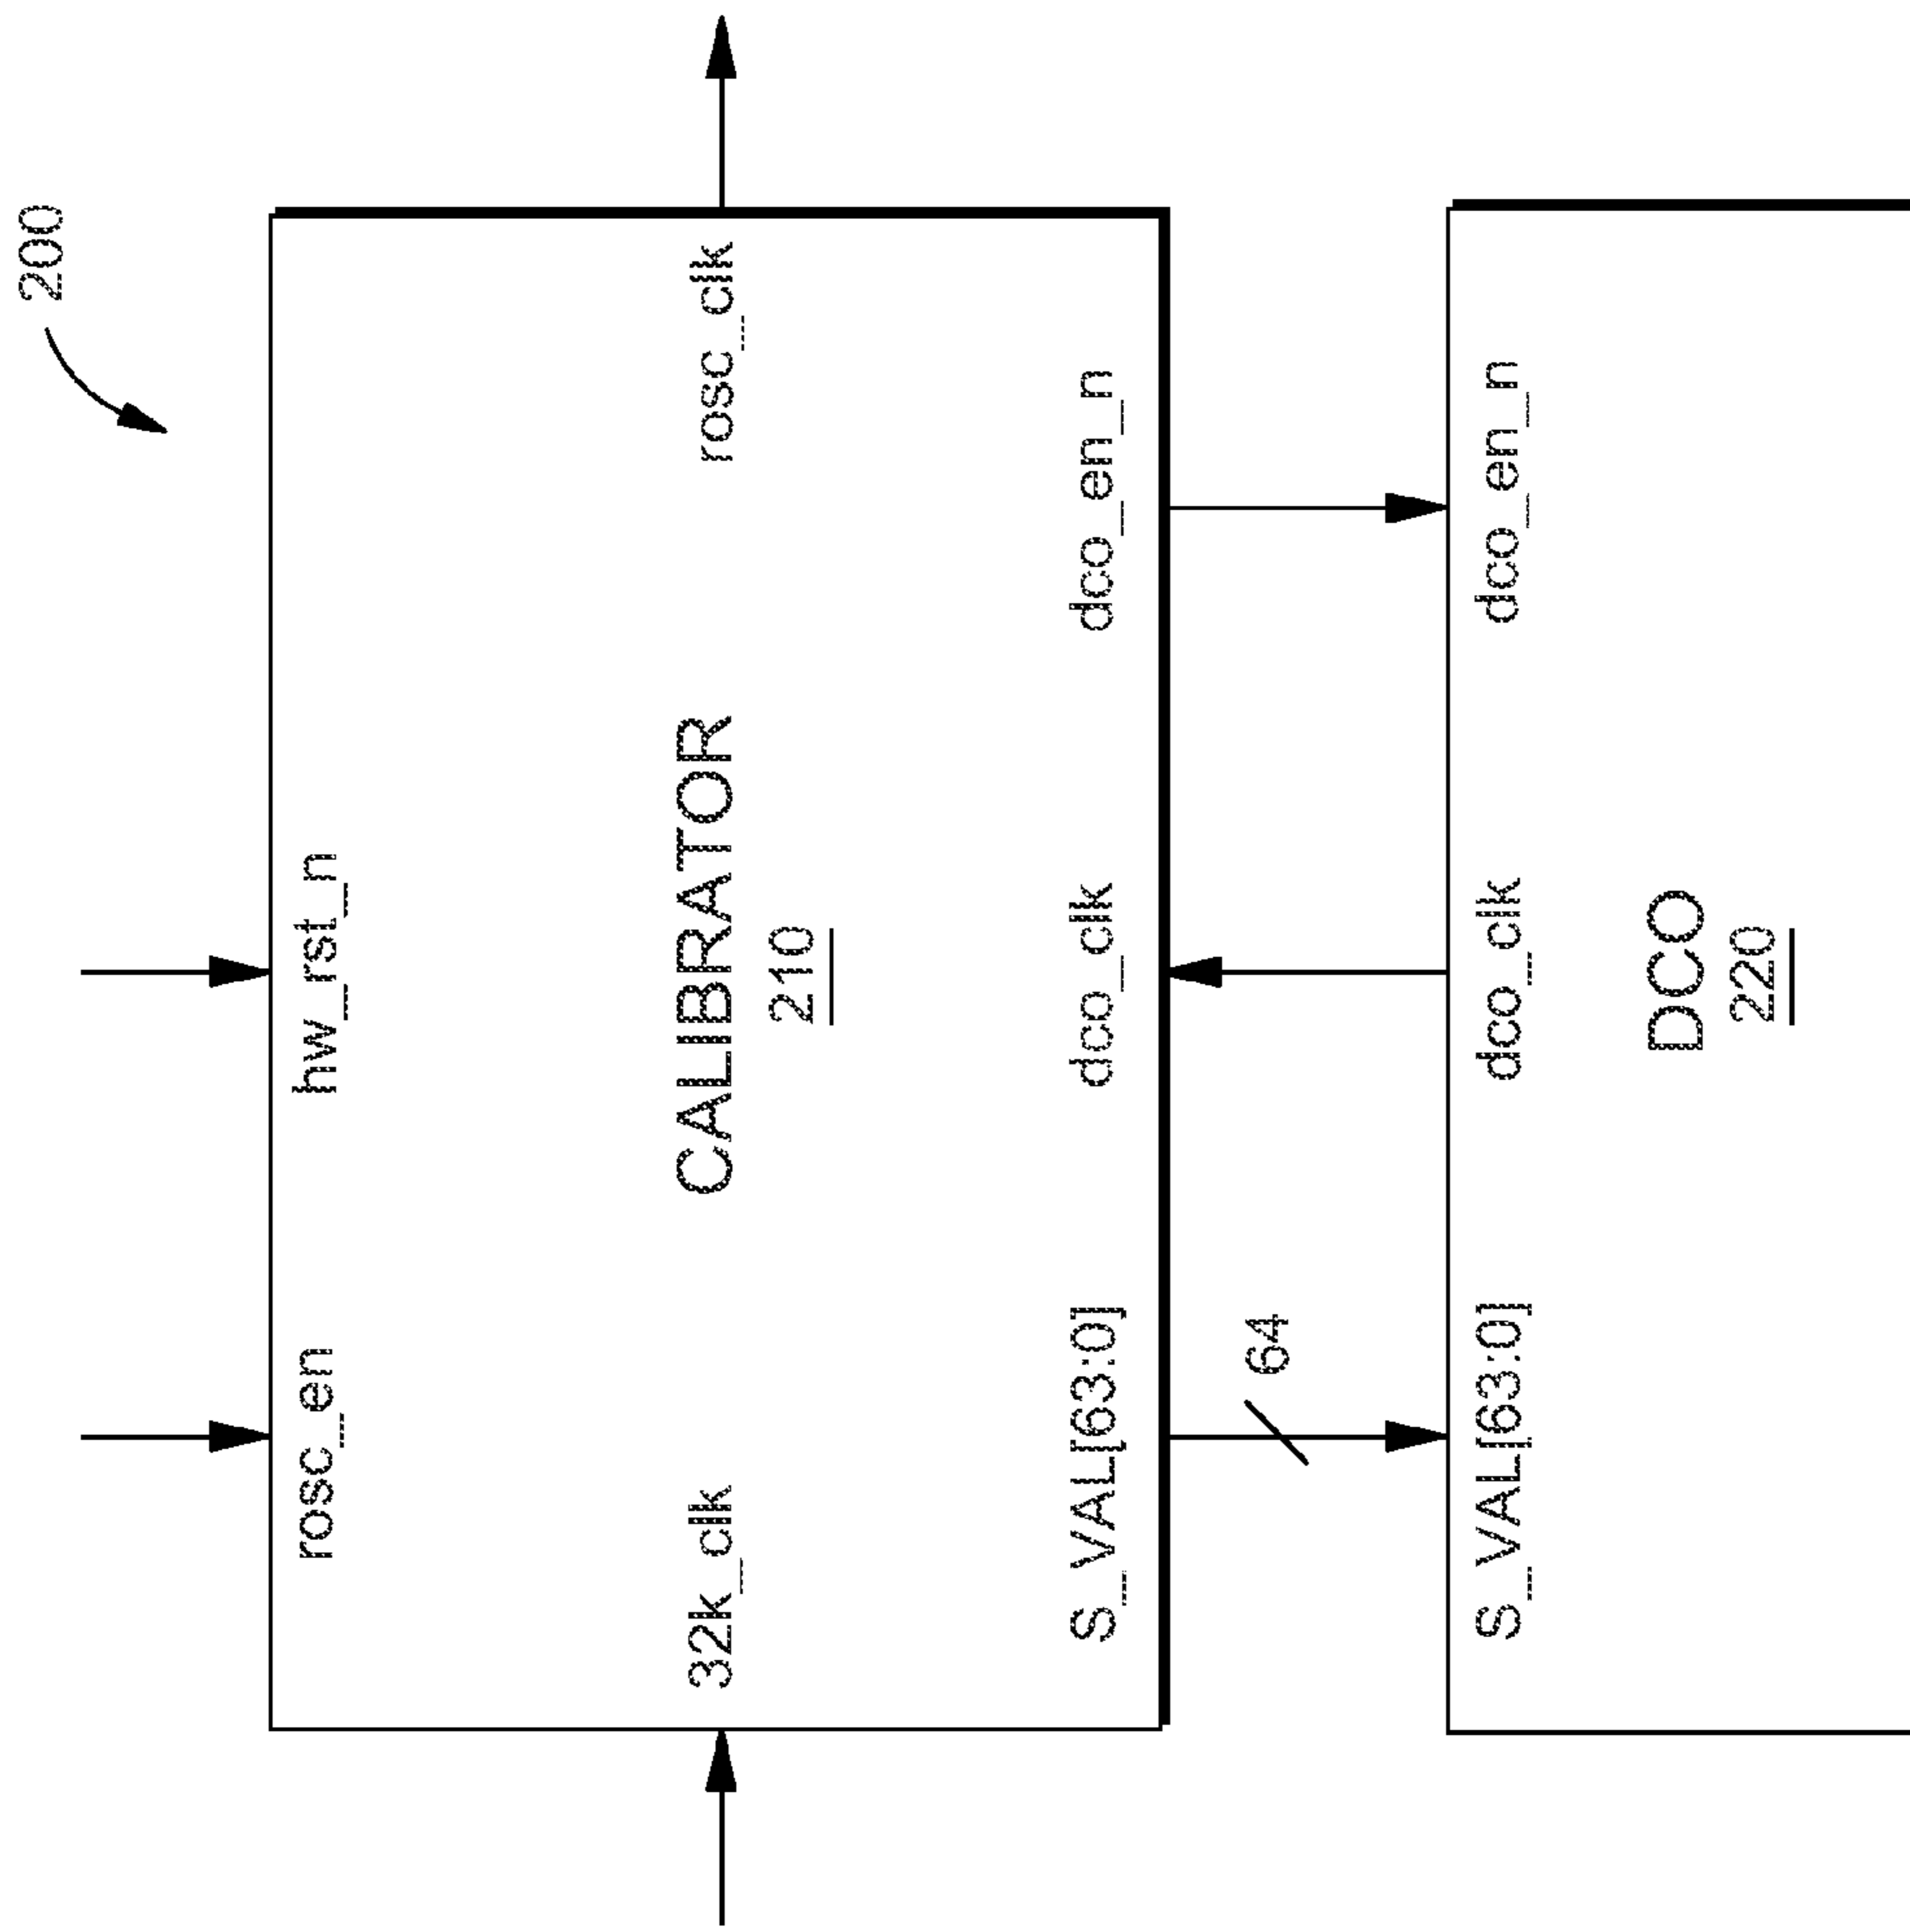 200
rosc_en
hw_rst_n
32k_clk
CALIBRATOR
210
rosc_clk
S_VAL[63:0]
dco_clk
dco_en_n
64
S_VAL[63:0]
dco_clk
dco_en_n
DCO
220